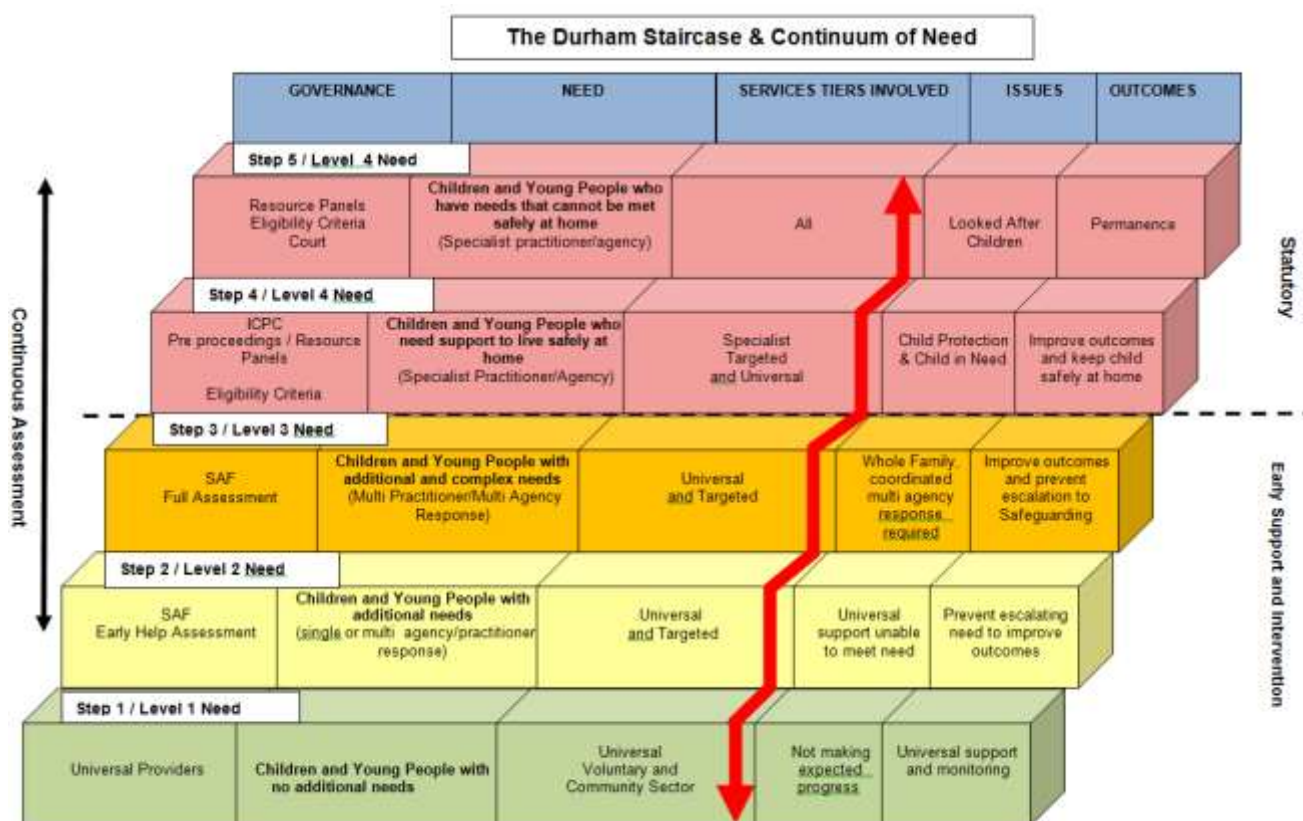 The Durham Staircase & Continuum of Need
GOVERNANCE
NEED
SERVICES TIERS INVOLVED
ISSUES
OUTCOMES
Step 5 / Level 4 Need
Resource Panels
Eligibility Criteria
Court
Children and Young People who
have needs that cannot be met
safely at home
(Specialist practitioner/agency)
All
Looked After
Children
Permanence
Step 4 / Level 4 Need
ICPC
Pre proceedings / Resource
Panels
Eligibility Criteria
Children and Young People who
need support to live safely at
home
(Specialist Practitioner/Agency)
Specialist
Targeted
and Universal
Child Protection
& Child in Need
Improve outcomes
and keep child
safely at home
Step 3 / Level 3 Need
SAF
Full Assessment
Children and Young People with
additional and complex needs
(Multi Practitioner/Multi Agency
Response)
Universal
and Targeted
Whole Family,
coordinated
multi agency
response
required
Improve outcomes
and prevent
escalation to
Safeguarding
Step 2 / Level 2 Need
SAF
Early Help Assessment
Children and Young People with
additional needs
(single or multi agency/practitioner
response)
Universal
and Targeted
Universal
support unable
to meet need
Prevent escalating
need to improve
outcomes
Step 1 / Level 1 Need
Universal Providers
Children and Young People with
no additional needs
Universal
Voluntary and
Community Sector
Not making
expected
progress
Universal support
and monitoring
Continuous Assessment
Statutory
Early Support and Intervention